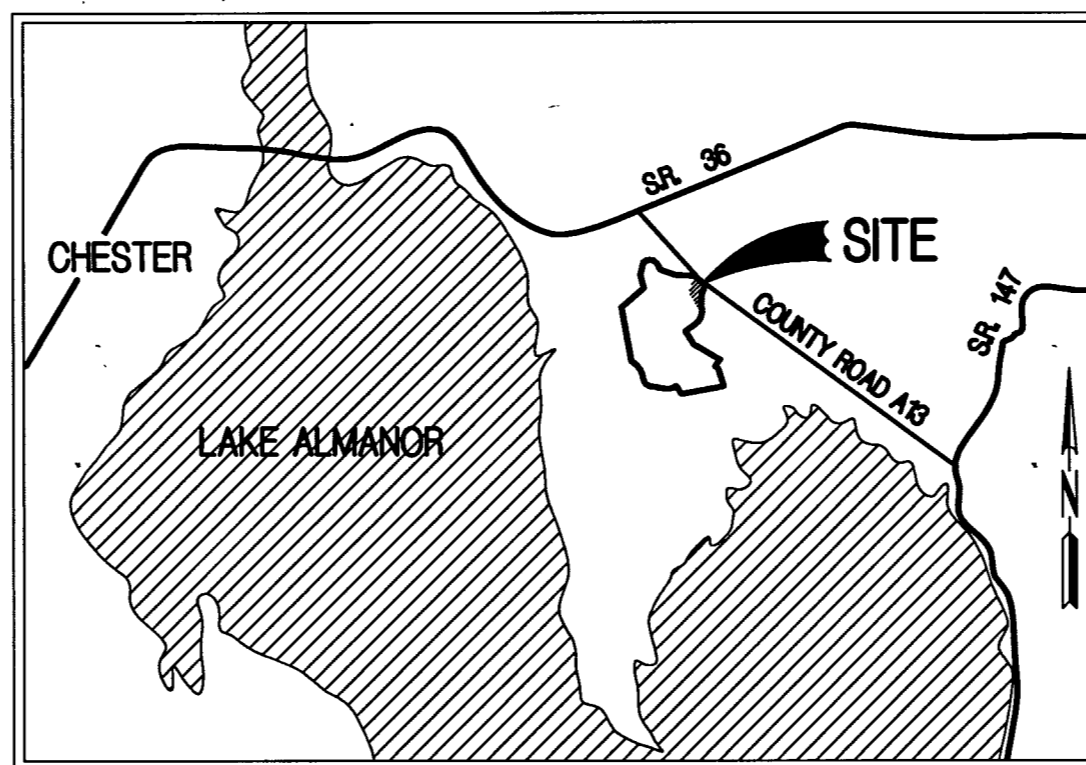 S.R. 36
CHESTER
SITE
S.R. 147
COUNTY ROAD A13
LAKE ALMANOR
N